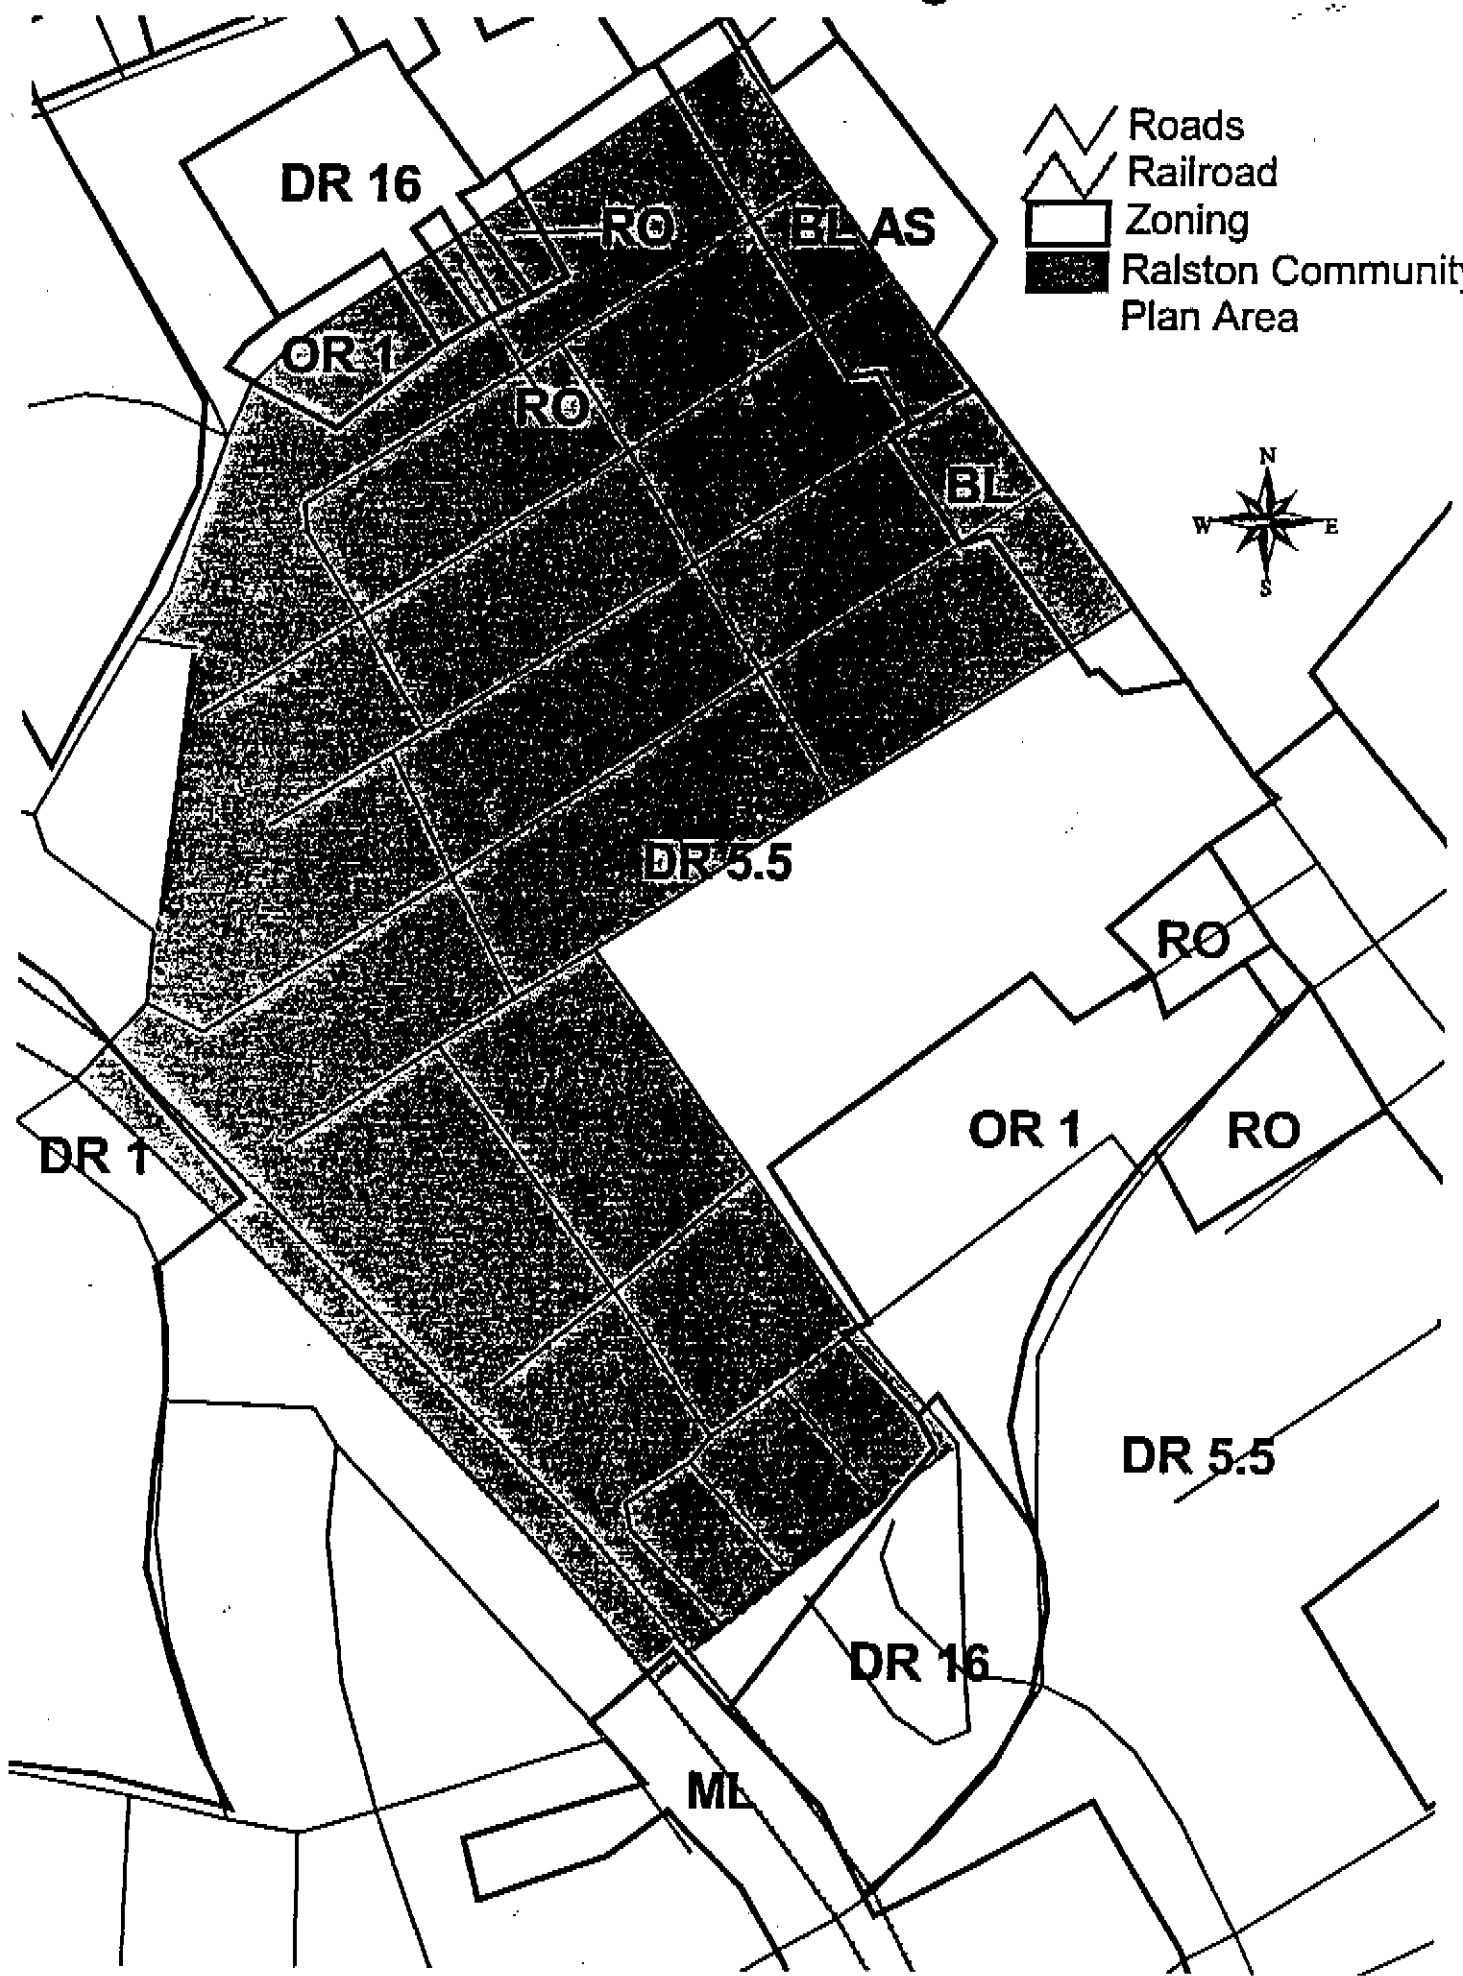 Roads
Railroad
Zoning
Ralston Community
Plan Area
DR 16
RO
BL AS
OR 1
RO
BL
N
W
E
S
DR 5.5
RO
OR 1
RO
DR 1
DR 5.5
DR 16
ML